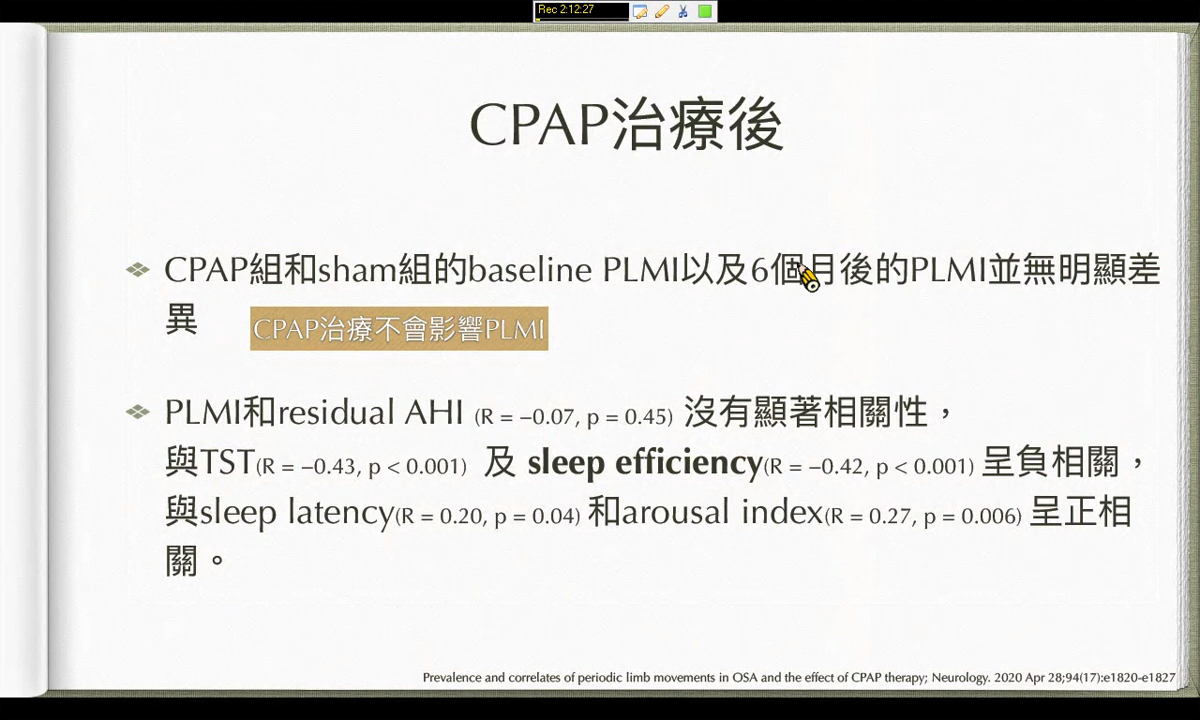 Rec 2:12:27
CPAP治療後
CPAP組和sham組的baseline PLMI以及6個月後的PLMI並無明顯差
異
CPAP治療不會影響PLMI
PLMI和residual AHI (R = −0.07, p = 0.45) 沒有顯著相關性，
與TST(R = −0.43, p < 0.001) 及 sleep efficiency(R = −0.42, p < 0.001) 呈負相關，
與sleep latency(R = 0.20, p = 0.04) 和arousal index(R = 0.27, p = 0.006) 呈正相
關。
Prevalence and correlates of periodic limb movements in OSA and the effect of CPAP therapy; Neurology. 2020 Apr 28;94(17):e1820-e1827